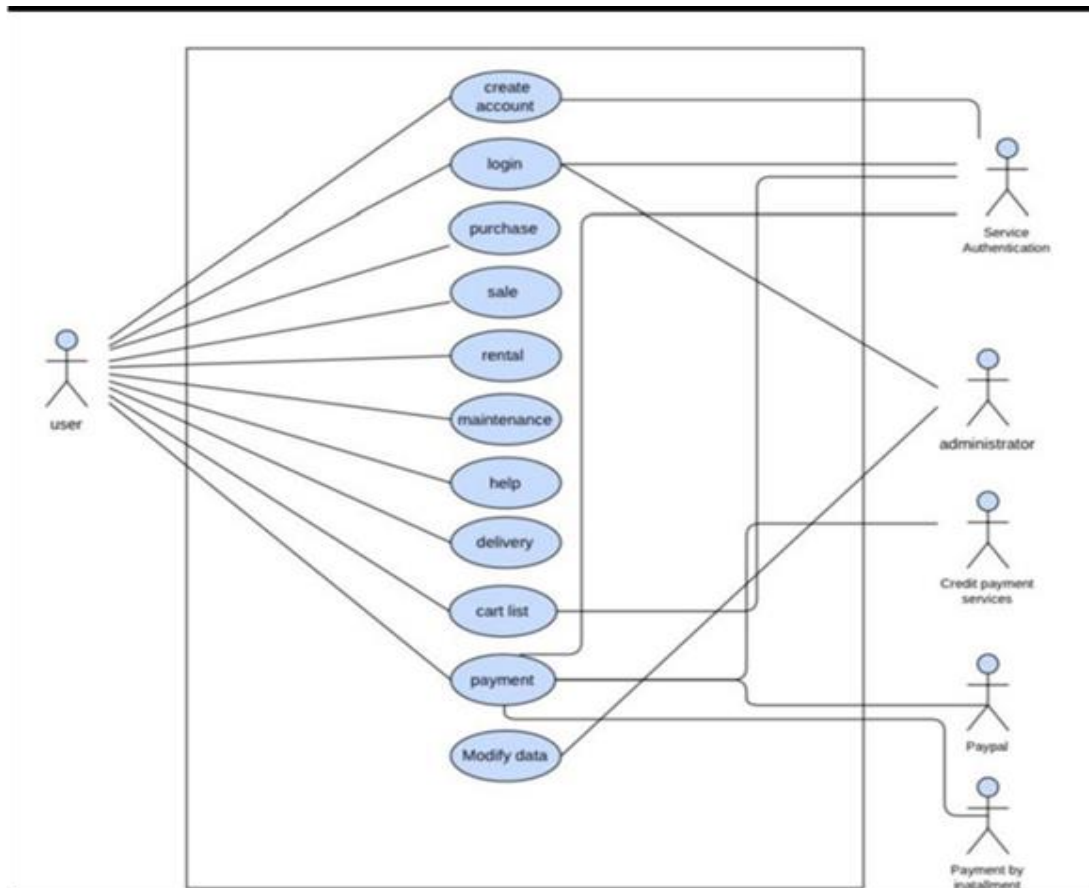 create
account
login
purchase
sale
rental
maintenance
help
delivery
cart list
payment
Modify data
user
Service
Authentication
administrator
Credit payment
services
Paypal
Payment by